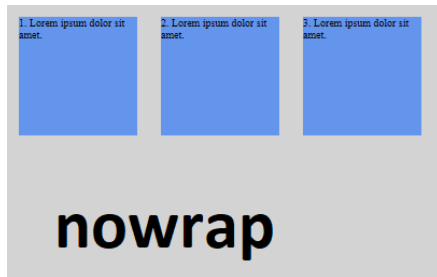 1. Lorem ipsum dolor sit
amet.
2. Lorem ipsum dolor sit
amet.
3. Lorem ipsum dolor sit
amet.
nowrap